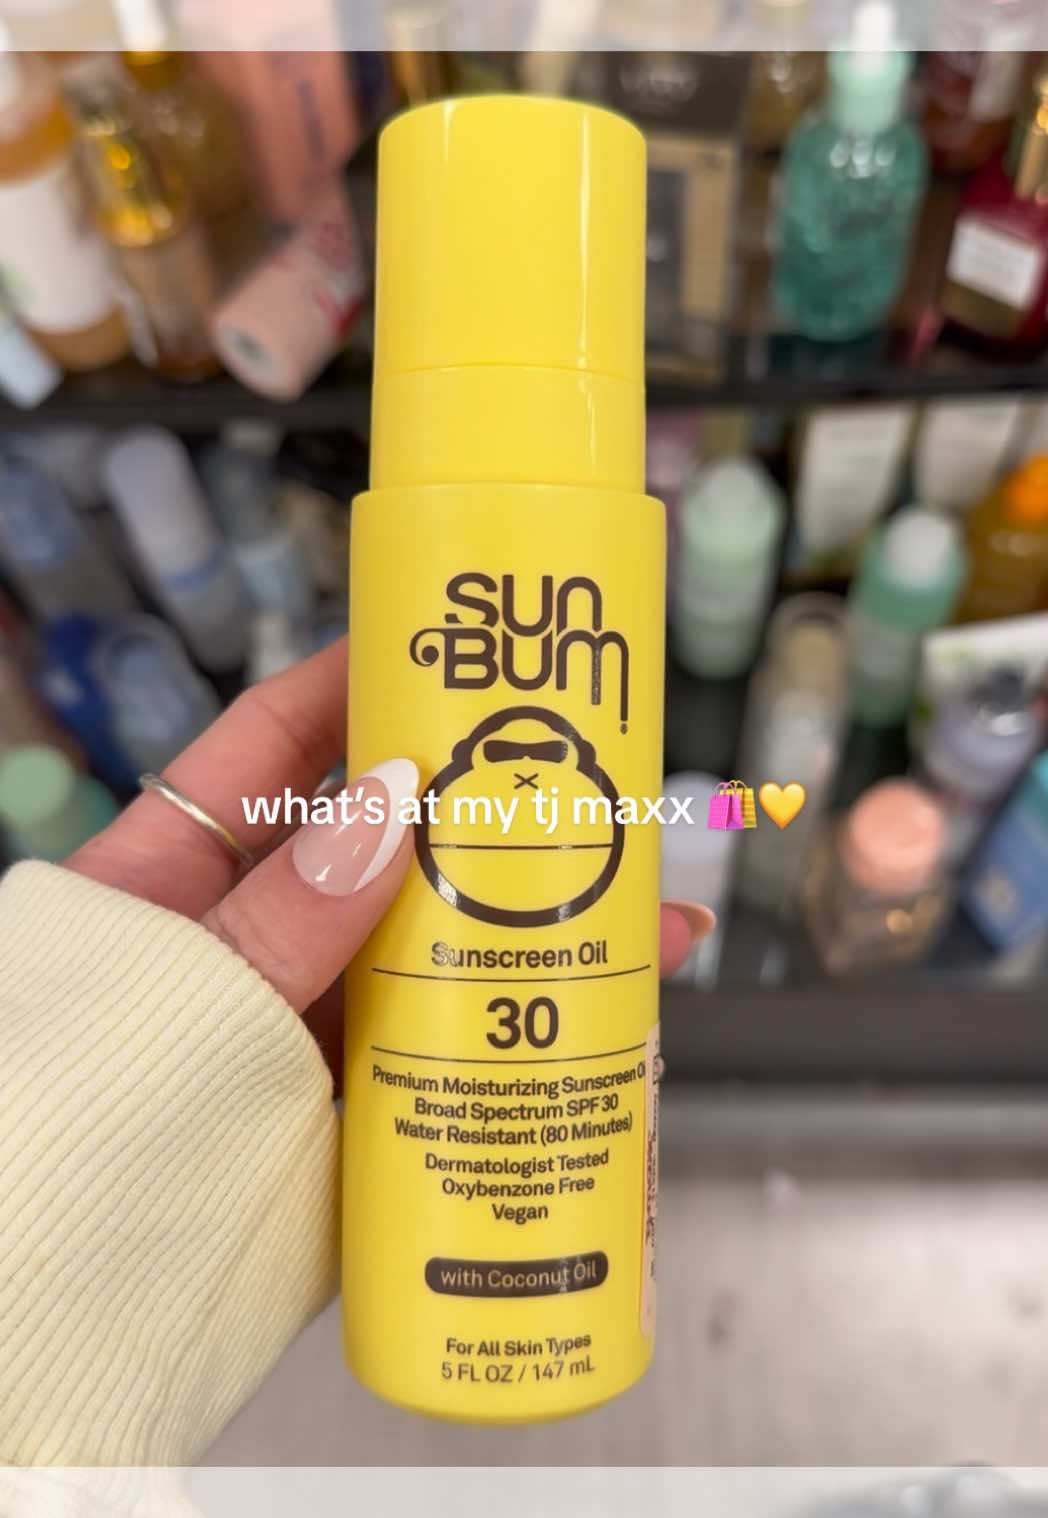 SUN
BUM
what's at my tj maxx 🛍️💛
Sunscreen Oil
30
Premium Moisturizing Sunscreen
Broad Spectrum SPF 30
Water Resistant (80 Minutes)
Dermatologist Tested
Oxybenzone Free
Vegan
with Coconut Oil
For All Skin Types
5 FL OZ / 147 mL